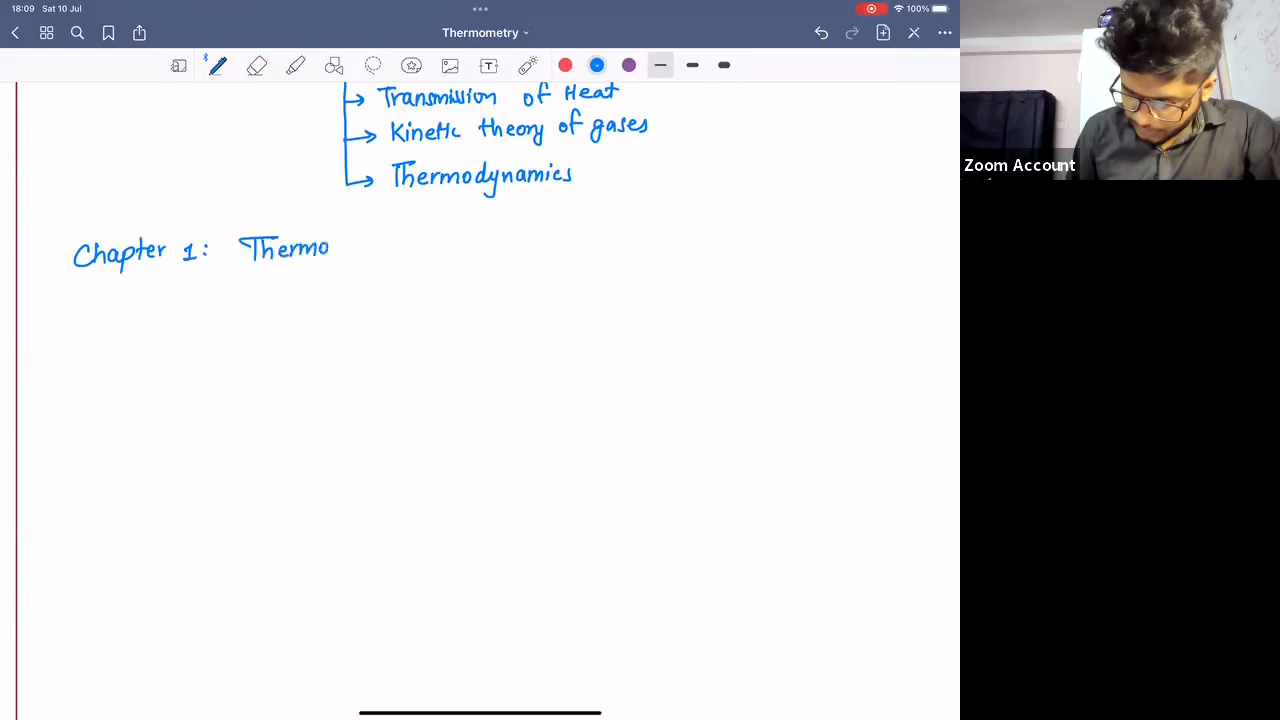 18:09 Sat 10 Jul
100%
Thermometry
Transmission of Heat
Kinetic theory of gases
Thermodynamics
Chapter 1: Thermo
Zoom Account